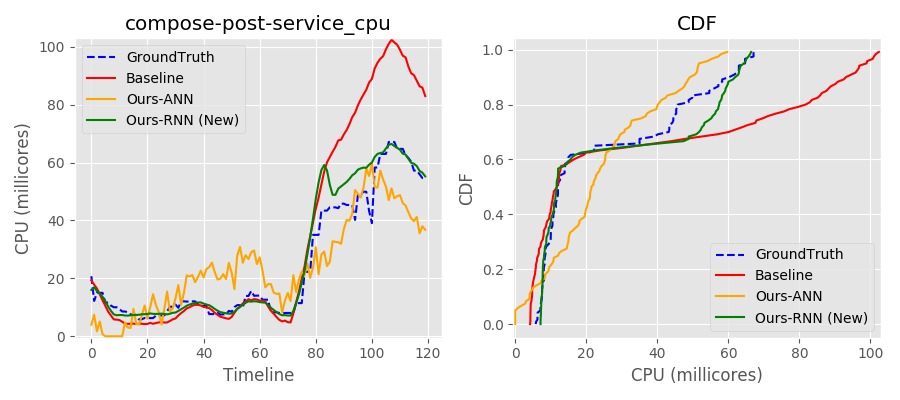 compose-post-service_cpu
CPU (millicores)
100
80
60
40
20
0
GroundTruth
Baseline
Ours-ANN
Ours-RNN (New)
0 20 40 60 80 100 120
Timeline
CDF
CDF
1.0
0.8
0.6
0.4
0.2
0.0
GroundTruth
Baseline
Ours-ANN
Ours-RNN (New)
0 20 40 60 80 100
CPU (millicores)